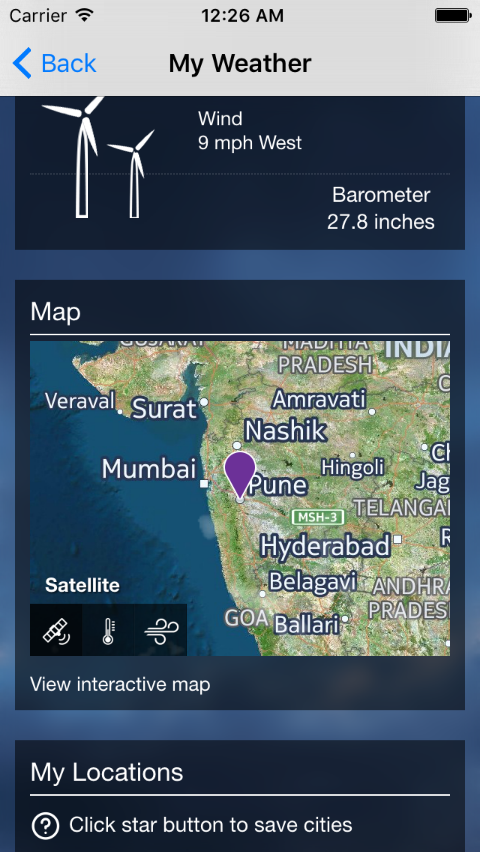 Carrier
12:26 AM
Back
My Weather
Wind
9 mph West
Barometer
27.8 inches
Map
GUJARAT
MADHYA
PRADESH
INDIA
Veraval
Surat
Amravati
Nashik
Mumbai
Hingoli
Pune
Jag
MSH-3
TELANGA
Hyderabad
Satellite
Belagavi
ANDHRA
PRADESH
GOA
Ballari
View interactive map
My Locations
Click star button to save cities